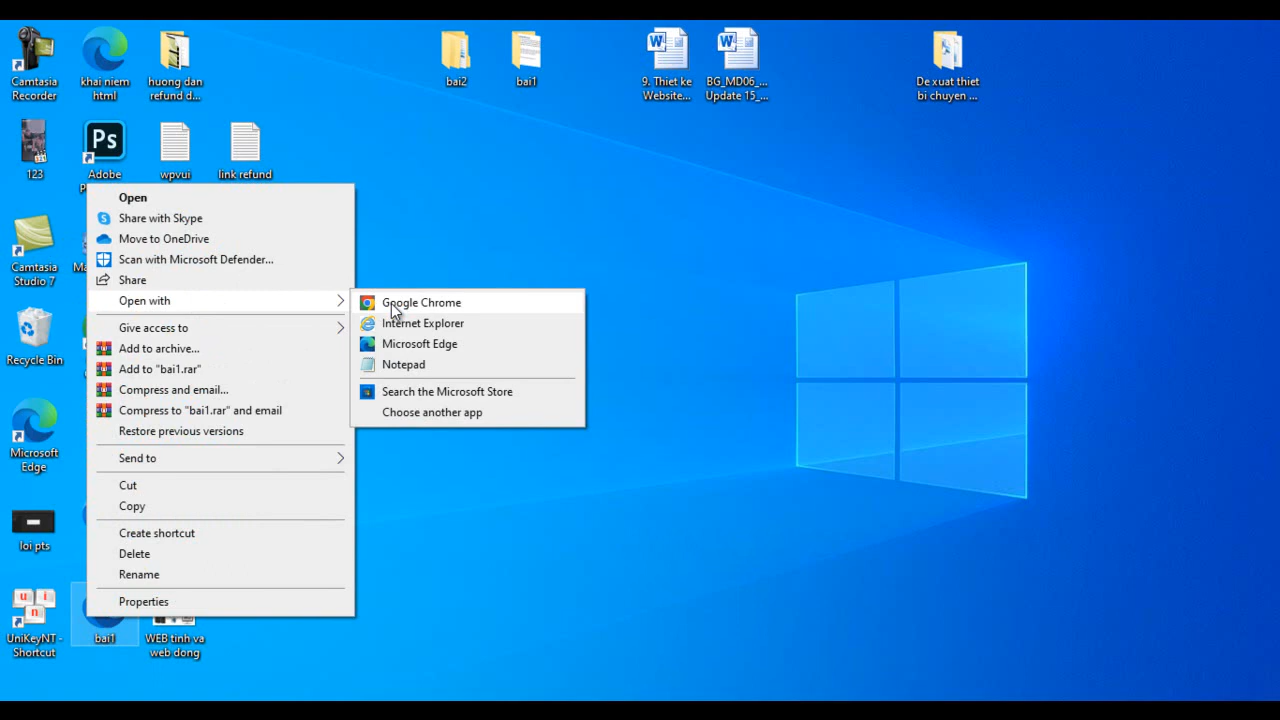 Camtasia
Recorder
khai niem
html
huong dan
refund d...
bai2
bai1
9. Thiet ke
Website...
BG_MD06_...
Update 15_...
De xuat thiet
bi chuyen ...
123
Ps
Adobe
wpvui
link refund
Camtasia
Studio 7
Recycle Bin
Microsoft
Edge
loi pts
u i
n
UniKeyNT -
Shortcut
bai1
WEB tinh va
web dong
Open
Share with Skype
Move to OneDrive
Scan with Microsoft Defender...
Share
Open with
Give access to
Add to archive...
Add to "bai1.rar"
Compress and email...
Compress to "bai1.rar" and email
Restore previous versions
Send to
Cut
Copy
Create shortcut
Delete
Rename
Properties
Google Chrome
Internet Explorer
Microsoft Edge
Notepad
Search the Microsoft Store
Choose another app